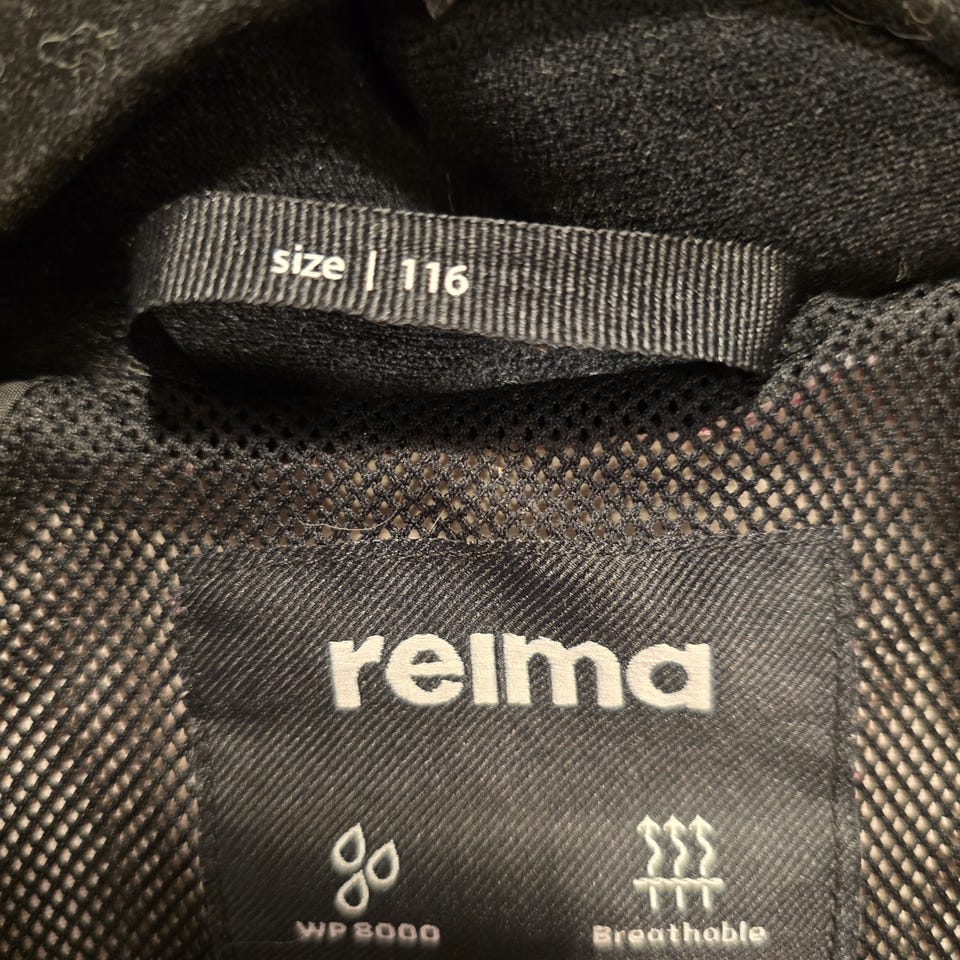 size | 116
reima
WP 8000
Breathable